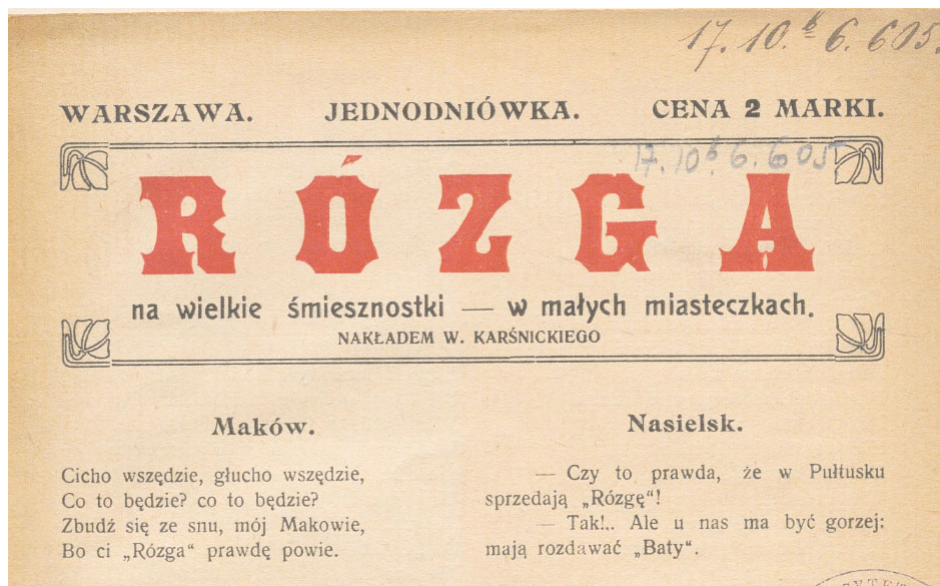 17. 10. b 6. 605.
WARSZAWA. JEDNODNIÓWKA. CENA 2 MARKI.
17. 10 b 6. 605
RÓZGA
na wielkie śmiesznostki — w małych miasteczkach.
NAKŁADEM W. KARŚNICKIEGO
Maków.
Cicho wszędzie, głucho wszędzie,
Co to będzie? co to będzie?
Zbudź się ze snu, mój Makowie,
Bo ci „Rózga“ prawdę powie.
Nasielsk.
— Czy to prawda, że w Pułtusku
sprzedają „Rózgę“!
— Tak!.. Ale u nas ma być gorzej:
mają rozdawać „Baty“.